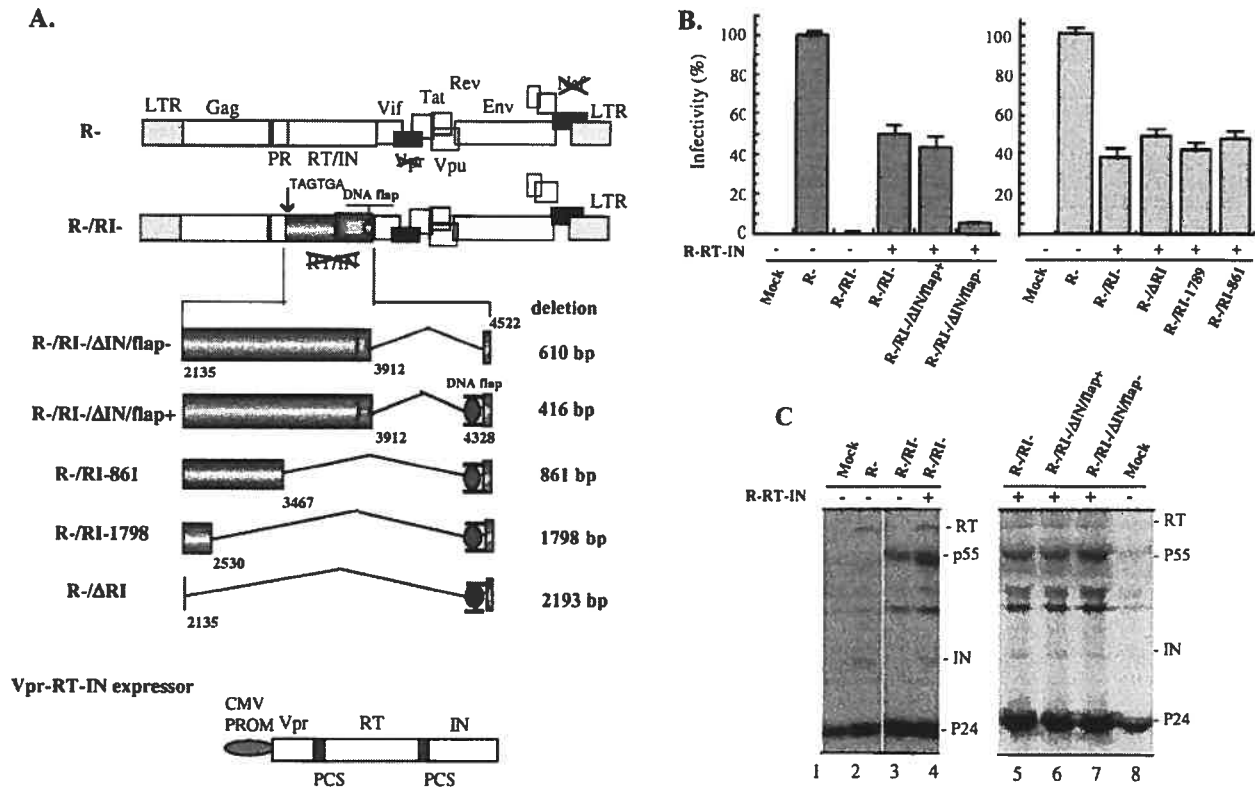 A.
LTR Gag Vif Tat Rev Env Nef LTR
R-
PR RT/IN Vpr Vpu
TAGTGA DNA flap
R-/RI- LTR
RT/IN
deletion
4522
R-/RI-/ΔIN/flap- 610 bp
2135 3912
DNA flap
R-/RI-/ΔIN/flap+ 416 bp
3912 4328
R-/RI-861 861 bp
3467
R-/RI-1798 1798 bp
2530
R-/ΔRI 2193 bp
2135
Vpr-RT-IN expressor
CMV
PROM Vpr RT IN
PCS PCS
B.
Infectivity (%)
100
8C
6C
4C
2C
C
R-RT-IN - - - + + +
Mock R- R-/RI- R-/RI- R-/RI-/ΔIN/flap+ R-/RI-/ΔIN/flap-
100
80
60
40
20
- - + + + +
Mock R- R-/RI- R-/ΔRI R-/RI-1789 R-/RI-861
C
Mock R- R-/RI- R-/RI-
R-RT-IN - - - +
- RT
- p55
- IN
- P24
1 2 3 4
R-/RI- R-/RI-/ΔIN/flap+ R-/RI-/ΔIN/flap- Mock
+ + + -
- RT
P55
IN
- P24
5 6 7 8